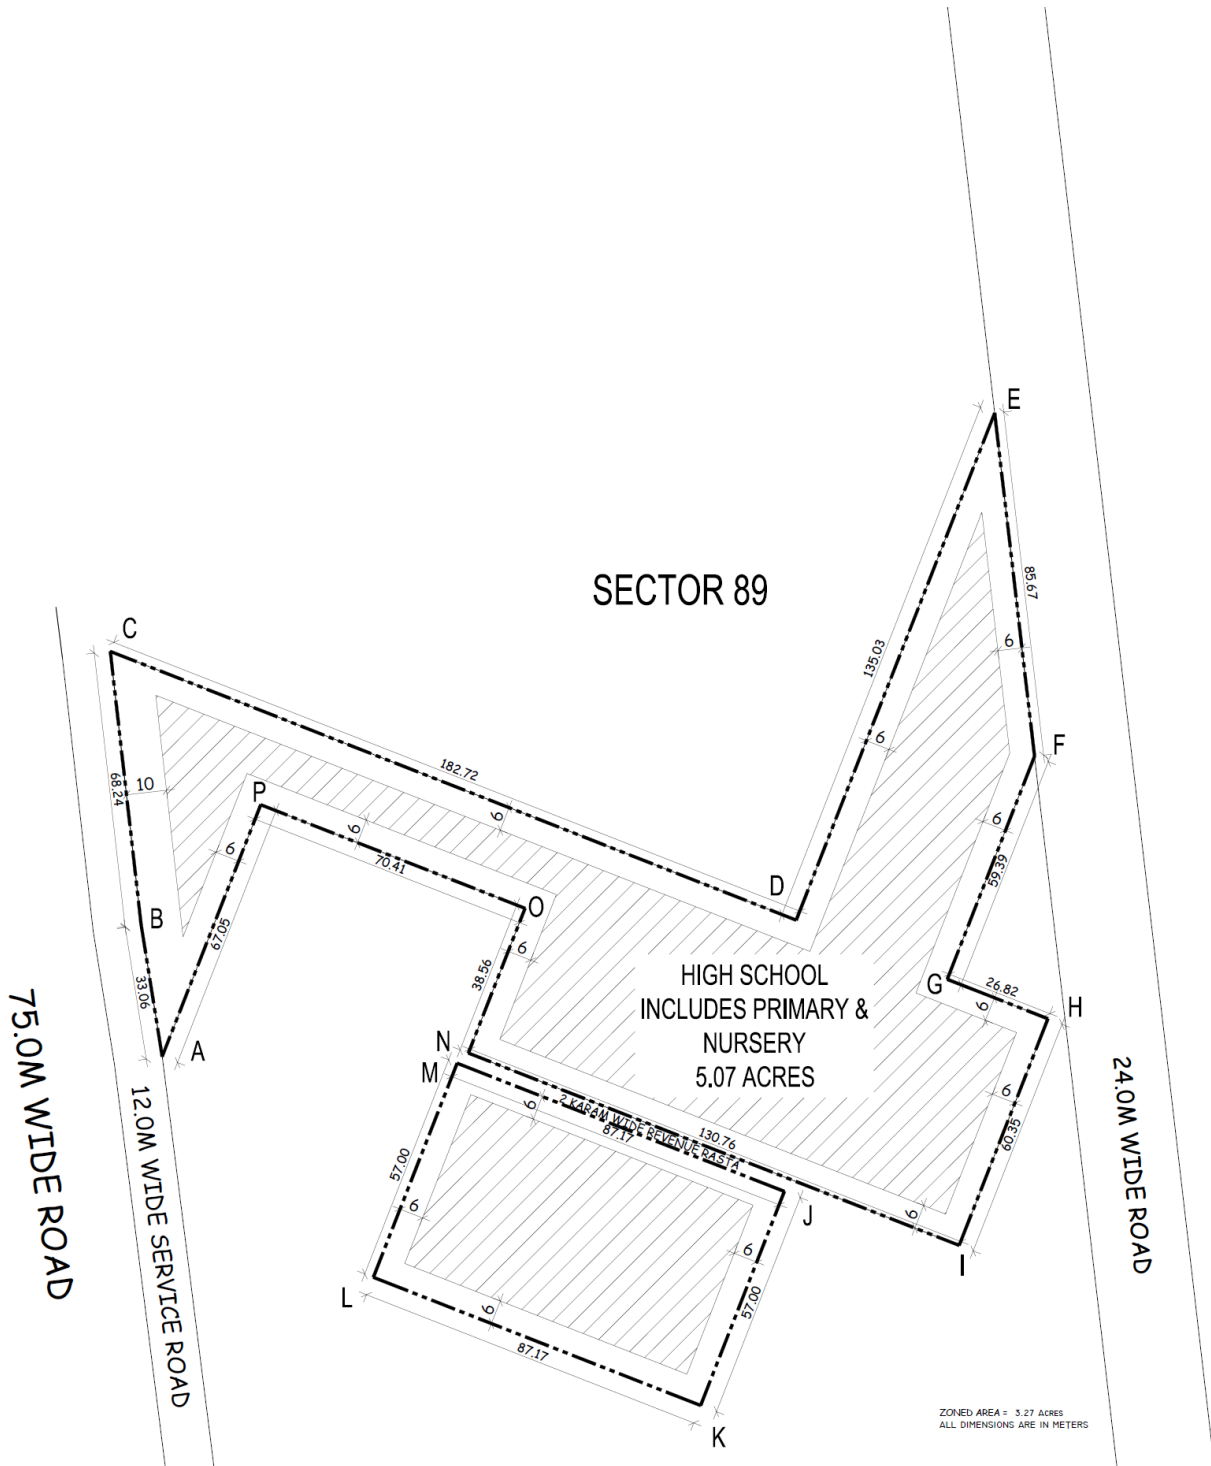 E
85.67
6
SECTOR 89
135.03
C
6
F
182.72
10
68.24
P
6
6
6
6
59.39
70.41
D
B
O
67.05
6
38.56
HIGH SCHOOL
INCLUDES PRIMARY &
NURSERY
5.07 ACRES
G
26.82
H
6
33.06
A
N
M
75.0M WIDE ROAD
12.0M WIDE SERVICE ROAD
6
2 KARAM WIDE REVENUE RASTA
87.17
130.76
6
60.35
24.0M WIDE ROAD
57.00
6
J
6
6
I
L
6
57.00
87.17
K
ZONED AREA = 3.27 ACRES
ALL DIMENSIONS ARE IN METERS